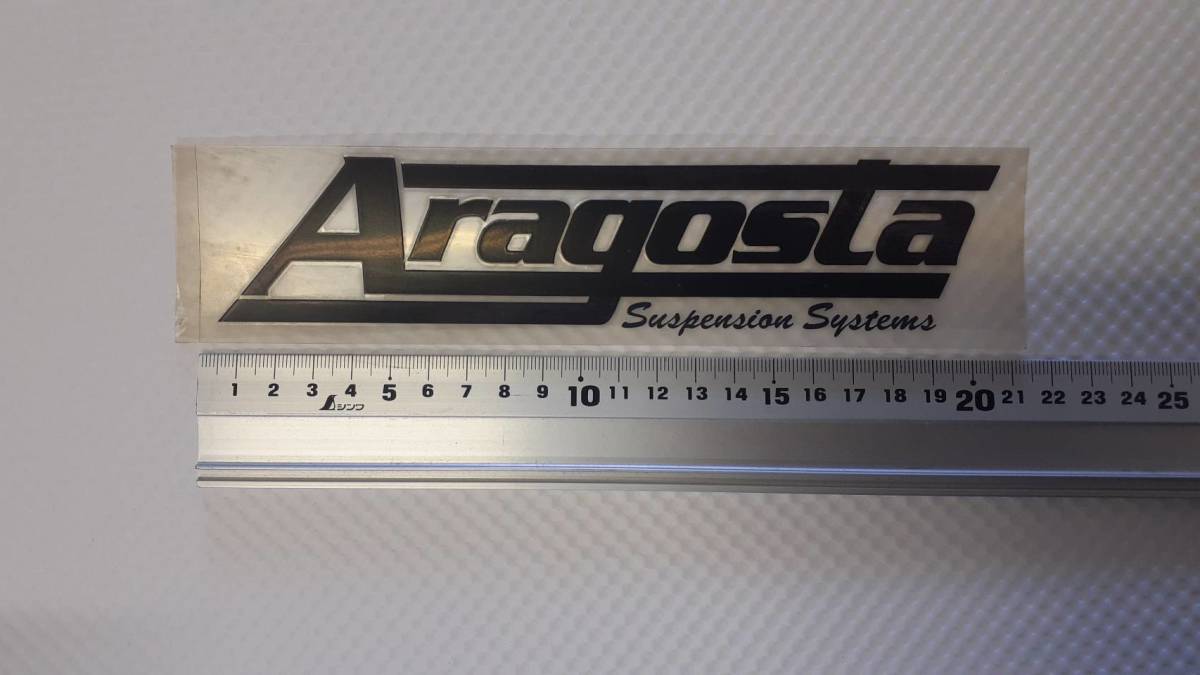 Aragosta
Suspension Systems
1 2 3 4 5 6 7 8 9 10 11 12 13 14 15 16 17 18 19 20 21 22 23 24 25
シンワ